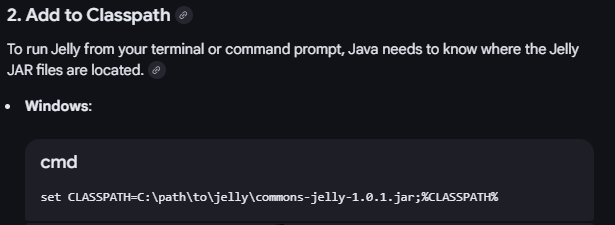 2. Add to Classpath
To run Jelly from your terminal or command prompt, Java needs to know where the Jelly
JAR files are located.
• Windows:
cmd
set CLASSPATH=C:\path\to\jelly\commons-jelly-1.0.1.jar;%CLASSPATH%